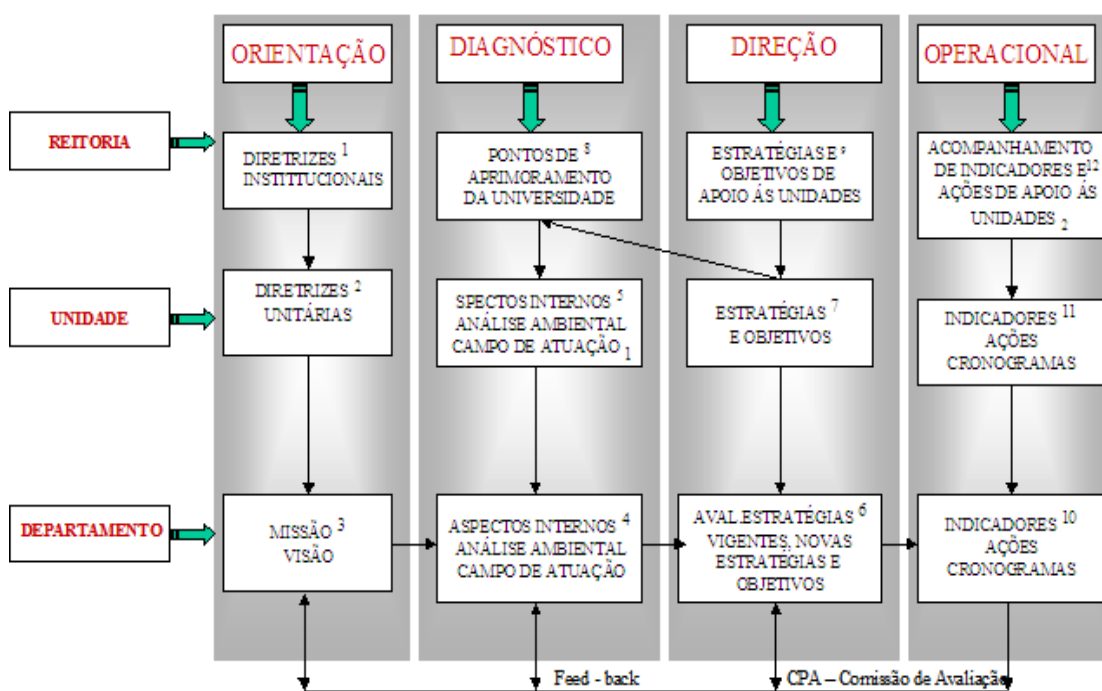 ORIENTAÇÃO
DIAGNÓSTICO
DIREÇÃO
OPERACIONAL
REITORIA
DIRETRIZES 1
INSTITTUCIONAIS
PONTOS DE 8
APRIMORAMENTO
DA UNIVERSIDADE
ESTRATÉGIAS E 9
OBJETIVOS DE
APOIO ÁS UNIDADES
ACOMPANHAMENTO
DE INDICADORES E 12
AÇÕES DE APOIO ÁS
UNIDADES 2
UNIDADE
DIRETRIZES 2
UNITÁRIAS
SPECTOS INTERNOS 5
ANÁLISE AMBIENTAL
CAMPO DE ATUAÇÃO 1
ESTRATÉGIAS 7
E OBJETIVOS
INDICADORES 11
AÇÕES
CRONOGRAMAS
DEPARTAMENTO
MISSÃO 3
VISÃO
ASPECTOS INTERNOS 4
ANÁLISE AMBIENTAL
CAMPO DE ATUAÇÃO
AVAL.ESTRATÉGIAS 6
VIGENTES, NOVAS
ESTRATÉGIAS E
OBJETIVOS
INDICADORES 10
AÇÕES
CRONOGRAMAS
Feed - back
CPA – Comissão de Avaliação